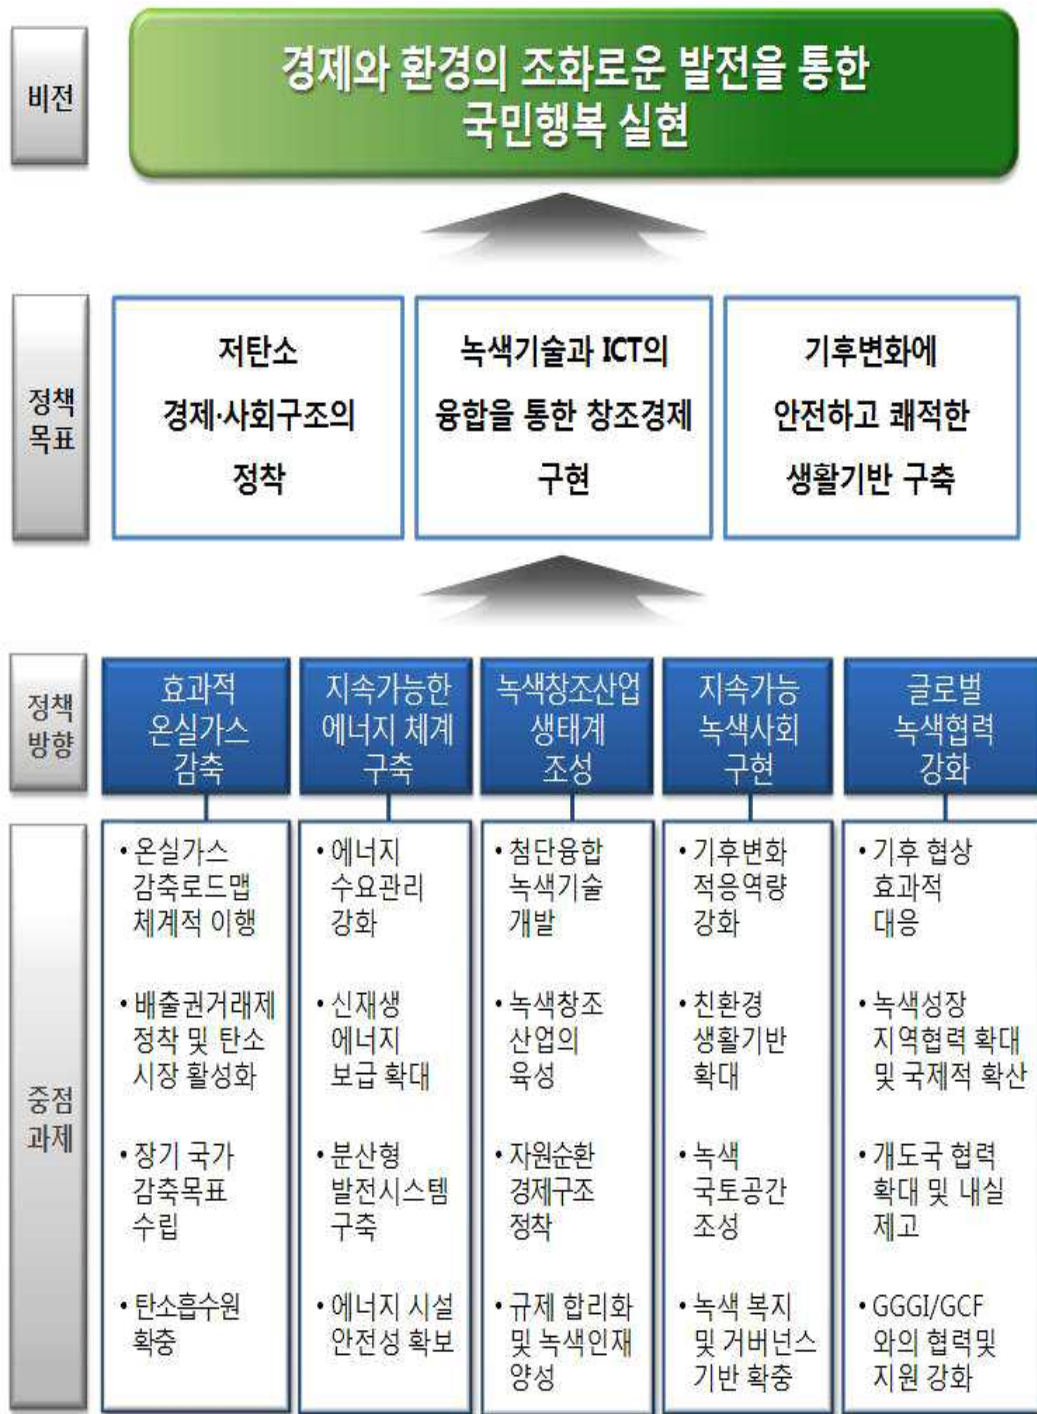 비전
경제와 환경의 조화로운 발전을 통한
국민행복 실현
정책
목표
저탄소
경제·사회구조의
정착
녹색기술과 ICT의
융합을 통한 창조경제
구현
기후변화에
안전하고 쾌적한
생활기반 구축
정책
방향
효과적
온실가스
감축
지속가능한
에너지 체계
구축
녹색창조산업
생태계
조성
지속가능
녹색사회
구현
글로벌
녹색협력
강화
중점
과제
• 온실가스
감축로드맵
체계적 이행
• 배출권거래제
정착 및 탄소
시장 활성화
• 장기 국가
감축목표
수립
• 탄소흡수원
확충
• 에너지
수요관리
강화
• 신재생
에너지
보급 확대
• 분산형
발전시스템
구축
• 에너지 시설
안전성 확보
• 첨단융합
녹색기술
개발
• 녹색창조
산업의
육성
• 자원순환
경제구조
정착
• 규제 합리화
및 녹색인재
양성
• 기후변화
적응역량
강화
• 친환경
생활기반
확대
• 녹색
국토공간
조성
• 녹색 복지
및 거버넌스
기반 확충
• 기후 협상
효과적
대응
• 녹색성장
지역협력 확대
및 국제적 확산
• 개도국 협력
확대 및 내실
제고
• GGGI/GCF
와의 협력및
지원 강화